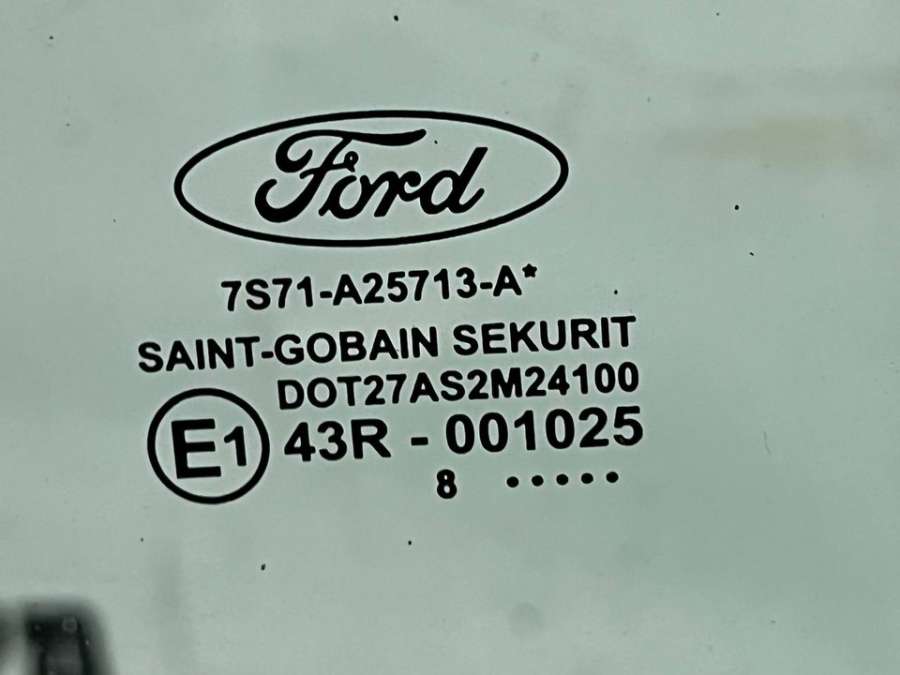 Ford
7S71-A25713-A*
SAINT-GOBAIN SEKURIT
DOT27AS2M24100
E1 43R - 001025
8 •••••